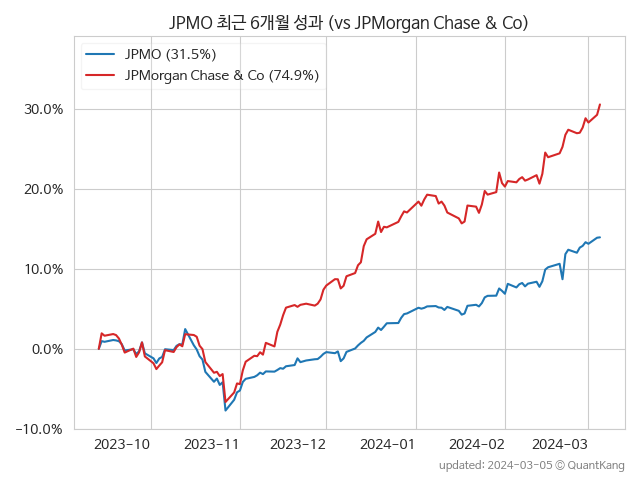 JPMO 최근 6개월 성과 (vs JPMorgan Chase & Co)
JPMO (31.5%)
JPMorgan Chase & Co (74.9%)
30.0%
20.0%
10.0%
0.0%
−10.0%
2023−10 2023−11 2023−12 2024−01 2024−02 2024−03
updated: 2024-03-05 © QuantKang